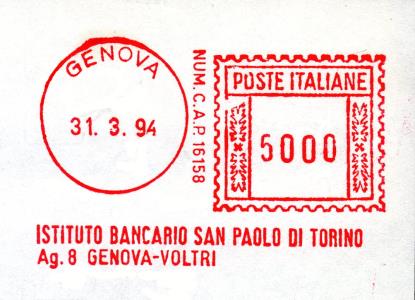 GENOVA
31. 3. 94
NUM. C. A. P. 16158
POSTE ITALIANE
5000
ISTITUTO BANCARIO SAN PAOLO DI TORINO
Ag. 8 GENOVA-VOLTRI